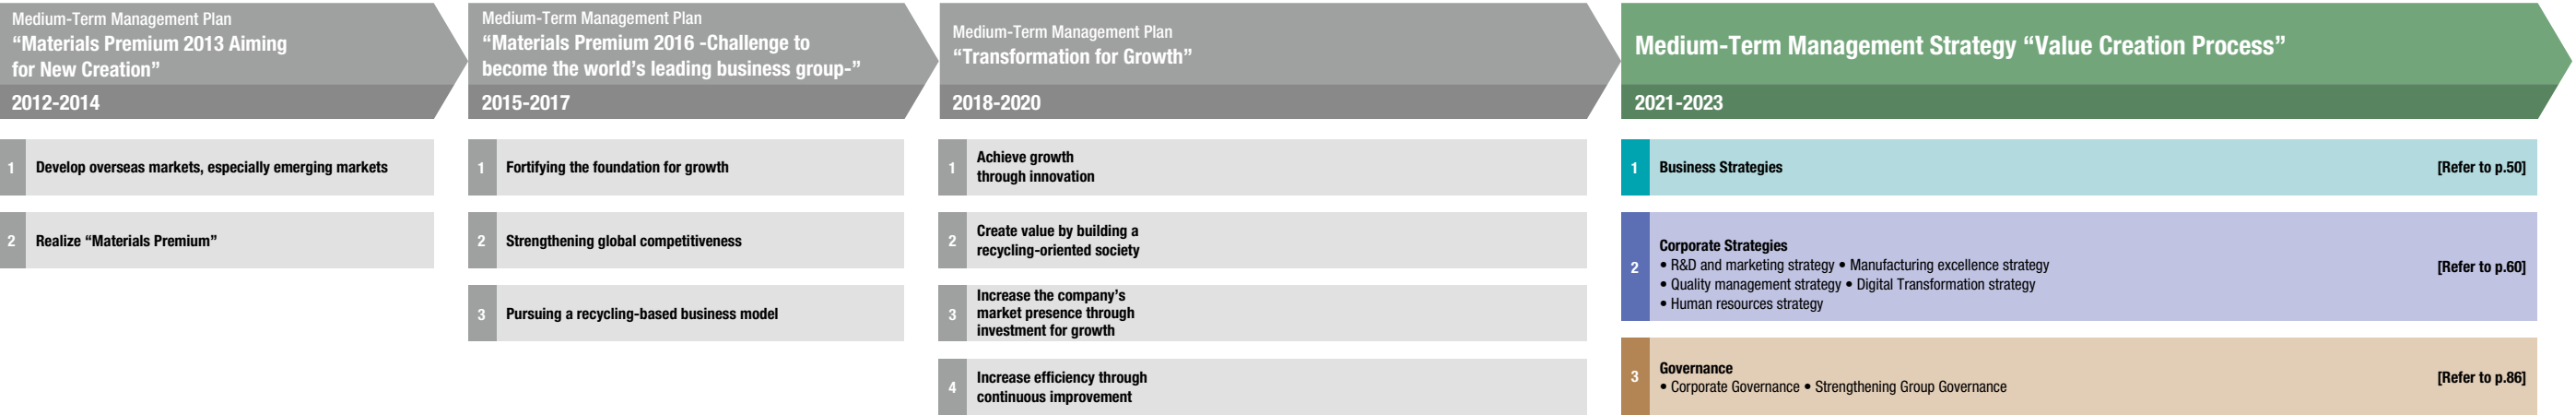 Medium-Term Management Plan
“Materials Premium 2013 Aiming
for New Creation”
2012-2014
1 Develop overseas markets, especially emerging markets
2 Realize “Materials Premium”
Medium-Term Management Plan
“Materials Premium 2016 -Challenge to
become the world’s leading business group-”
2015-2017
1 Fortifying the foundation for growth
2 Strengthening global competitiveness
3 Pursuing a recycling-based business model
Medium-Term Management Plan
“Transformation for Growth”
2018-2020
1 Achieve growth
through innovation
2 Create value by building a
recycling-oriented society
3 Increase the company’s
market presence through
investment for growth
4 Increase efficiency through
continuous improvement
Medium-Term Management Strategy “Value Creation Process”
2021-2023
1 Business Strategies [Refer to p.50]
2 Corporate Strategies
• R&D and marketing strategy • Manufacturing excellence strategy
• Quality management strategy • Digital Transformation strategy
• Human resources strategy
[Refer to p.60]
3 Governance
• Corporate Governance • Strengthening Group Governance
[Refer to p.86]